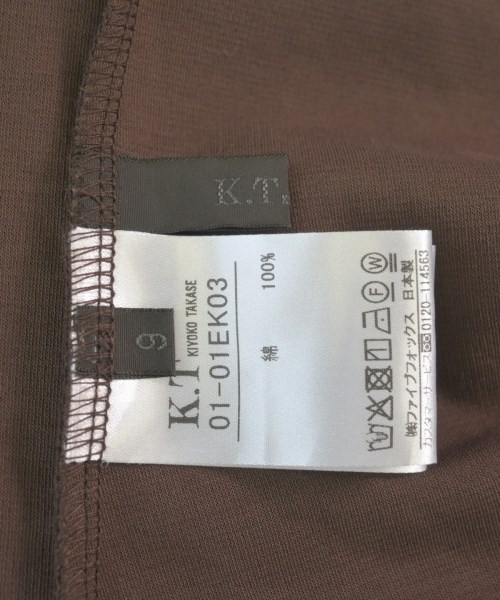 K.T.
9
K.T
KIYOKO TAKASE
01-01EK03
綿 100%
㈱ファイブフォックス 日本製
カスタマーサービス 0120-114563